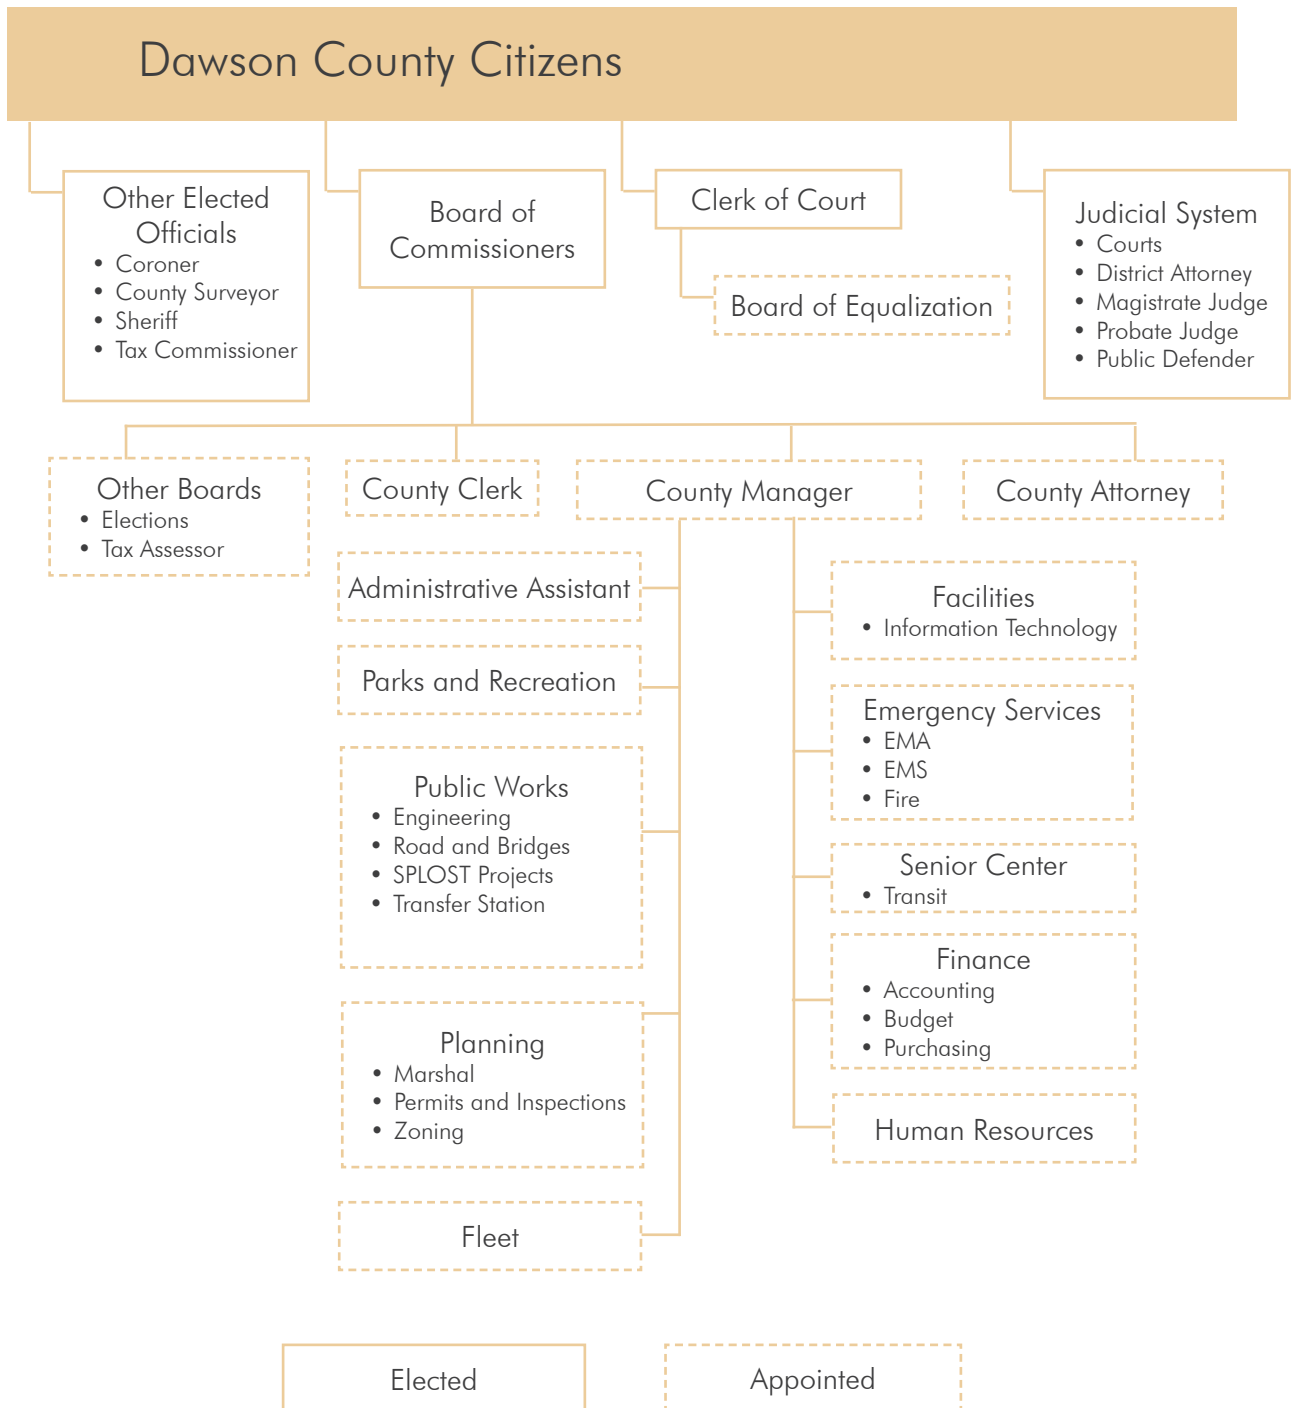 Dawson County Citizens
Other Elected
Officials
• Coroner
• County Surveyor
• Sheriff
• Tax Commissioner
Board of
Commissioners
Clerk of Court
Board of Equalization
Judicial System
• Courts
• District Attorney
• Magistrate Judge
• Probate Judge
• Public Defender
Other Boards
• Elections
• Tax Assessor
County Clerk
County Manager
County Attorney
Administrative Assistant
Parks and Recreation
Public Works
• Engineering
• Road and Bridges
• SPLOST Projects
• Transfer Station
Planning
• Marshal
• Permits and Inspections
• Zoning
Fleet
Facilities
• Information Technology
Emergency Services
• EMA
• EMS
• Fire
Senior Center
• Transit
Finance
• Accounting
• Budget
• Purchasing
Human Resources
Elected
Appointed